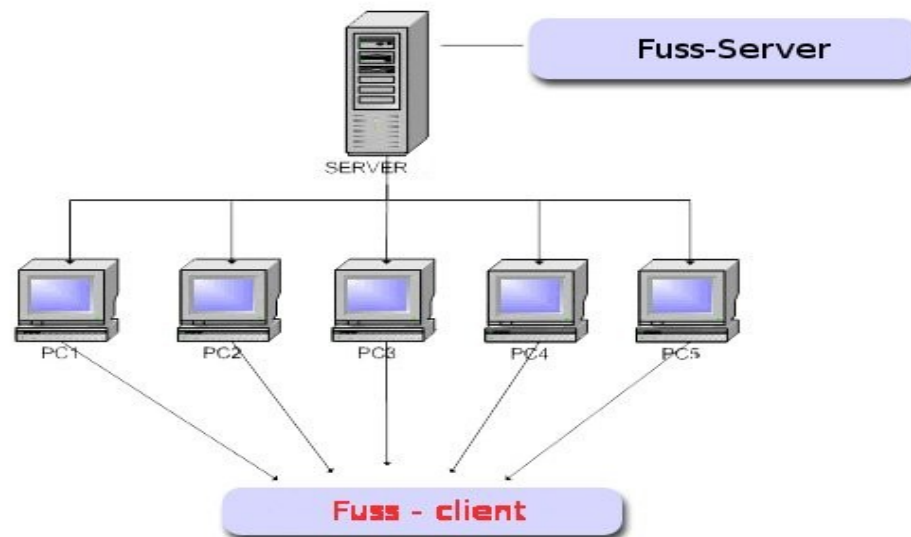 Fuss-Server
SERVER
PC1 PC2 PC3 PC4 PC5
Fuss - client